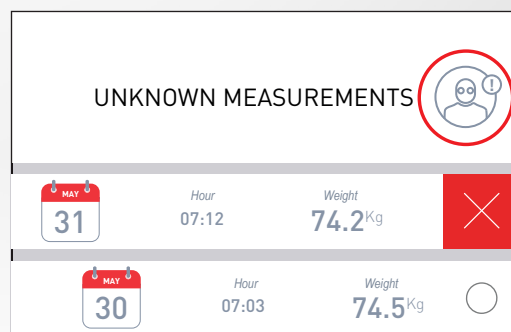 UNKNOWN MEASUREMENTS
!
MAY
31
Hour
07:12
Weight
74.2Kg
MAY
30
Hour
07:03
Weight
74.5Kg